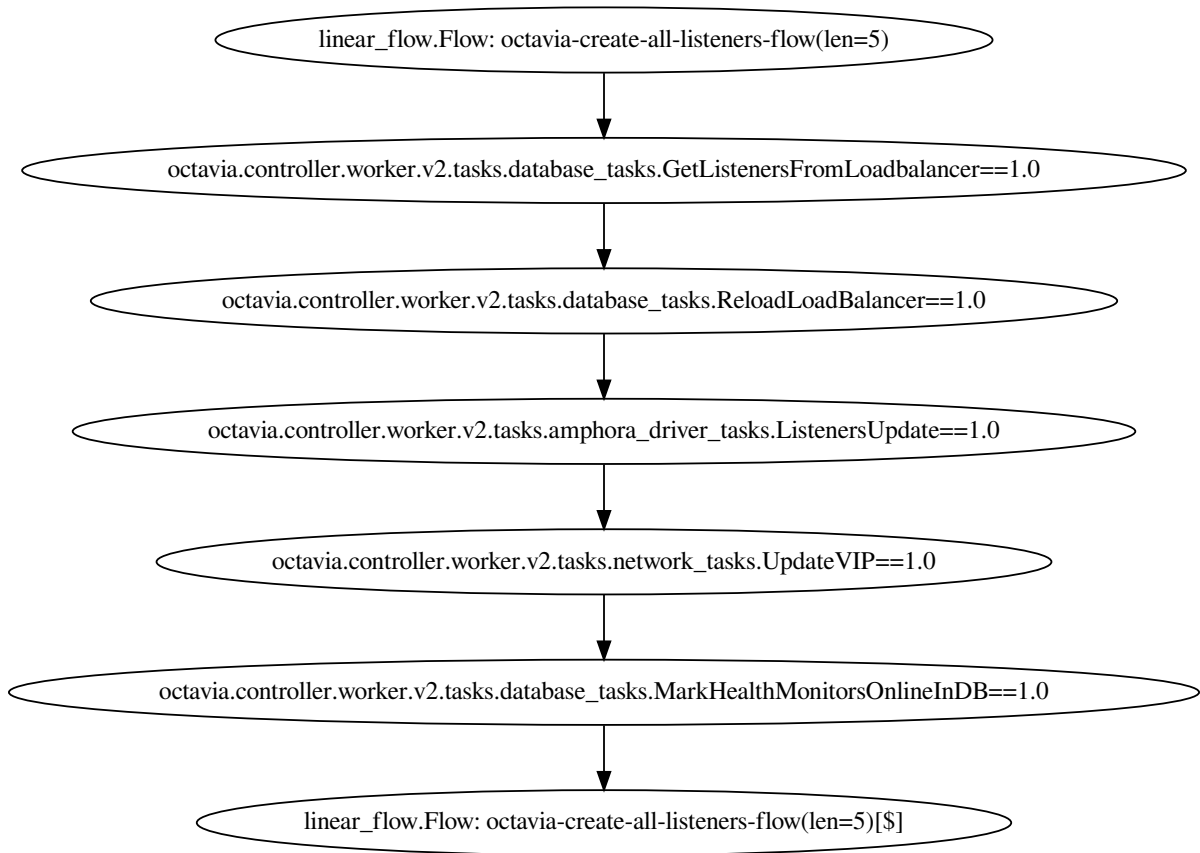 linear_flow.Flow: octavia-create-all-listeners-flow(len=5)
octavia.controller.worker.v2.tasks.database_tasks.GetListenersFromLoadbalancer==1.0
octavia.controller.worker.v2.tasks.database_tasks.ReloadLoadBalancer==1.0
octavia.controller.worker.v2.tasks.amphora_driver_tasks.ListenersUpdate==1.0
octavia.controller.worker.v2.tasks.network_tasks.UpdateVIP==1.0
octavia.controller.worker.v2.tasks.database_tasks.MarkHealthMonitorsOnlineInDB==1.0
linear_flow.Flow: octavia-create-all-listeners-flow(len=5)[$]